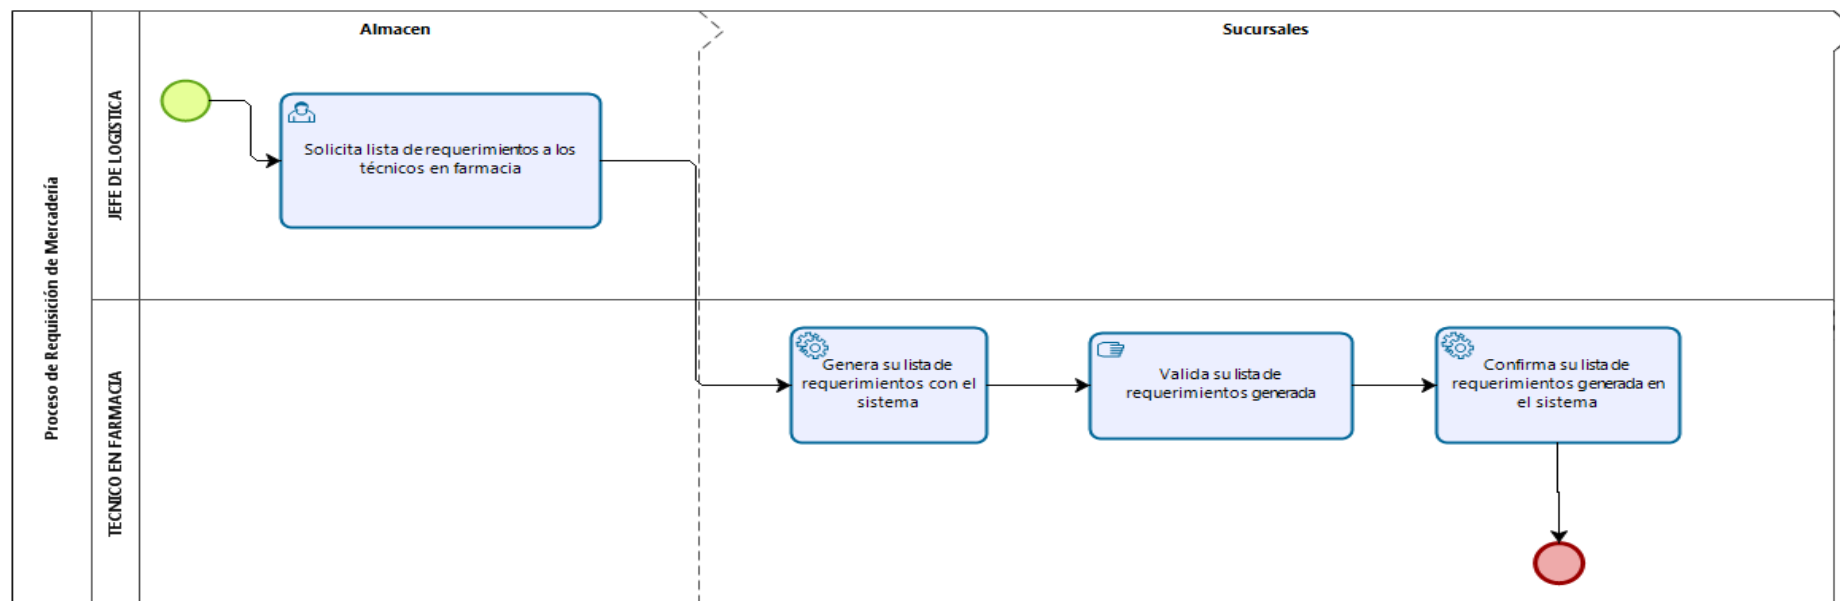 Proceso de Requisición de Mercadería
JEFE DE LOGISTICA
TECNICO EN FARMACIA
Almacen
Sucursales
Solicita lista de requerimientos a los
técnicos en farmacia
Genera su lista de
requerimientos con el
sistema
Valida su lista de
requerimientos generada
Confirma su lista de
requerimientos generada en
el sistema